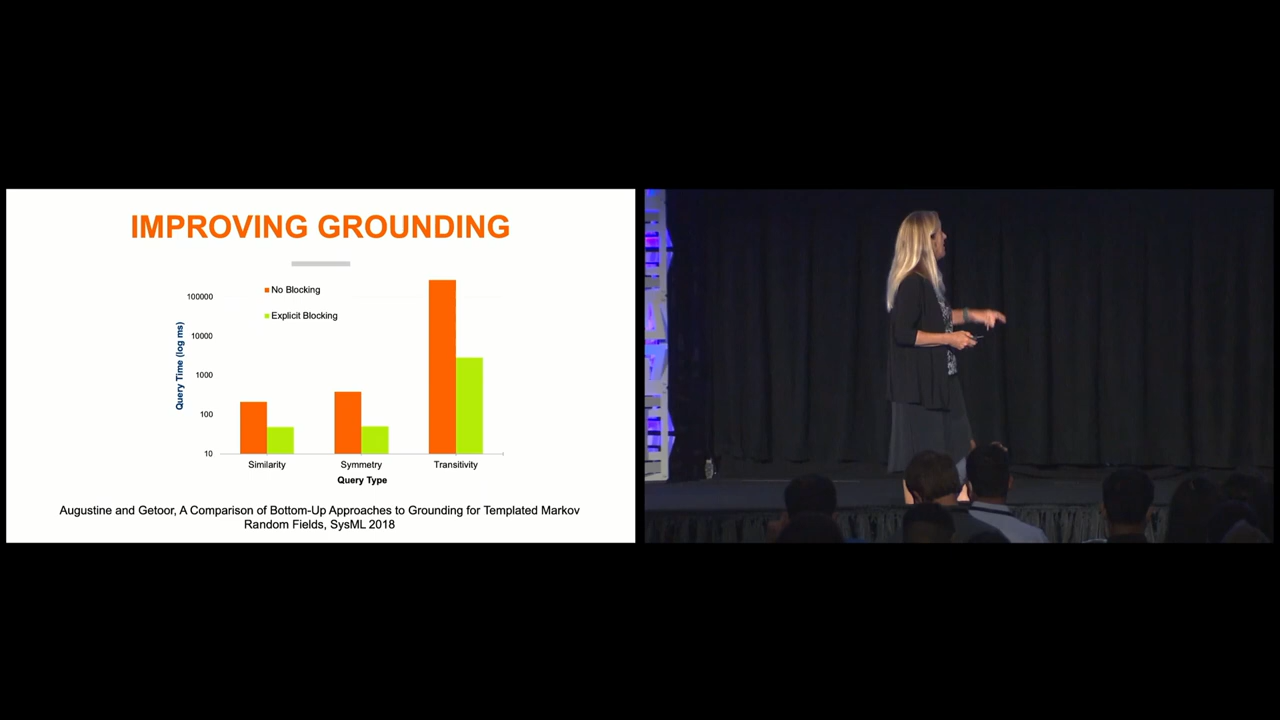 IMPROVING GROUNDING
No Blocking
Explicit Blocking
100000
10000
1000
100
10
Query Time (log ms)
Similarity
Symmetry
Transitivity
Query Type
Augustine and Getoor, A Comparison of Bottom-Up Approaches to Grounding for Templated Markov
Random Fields, SysML 2018